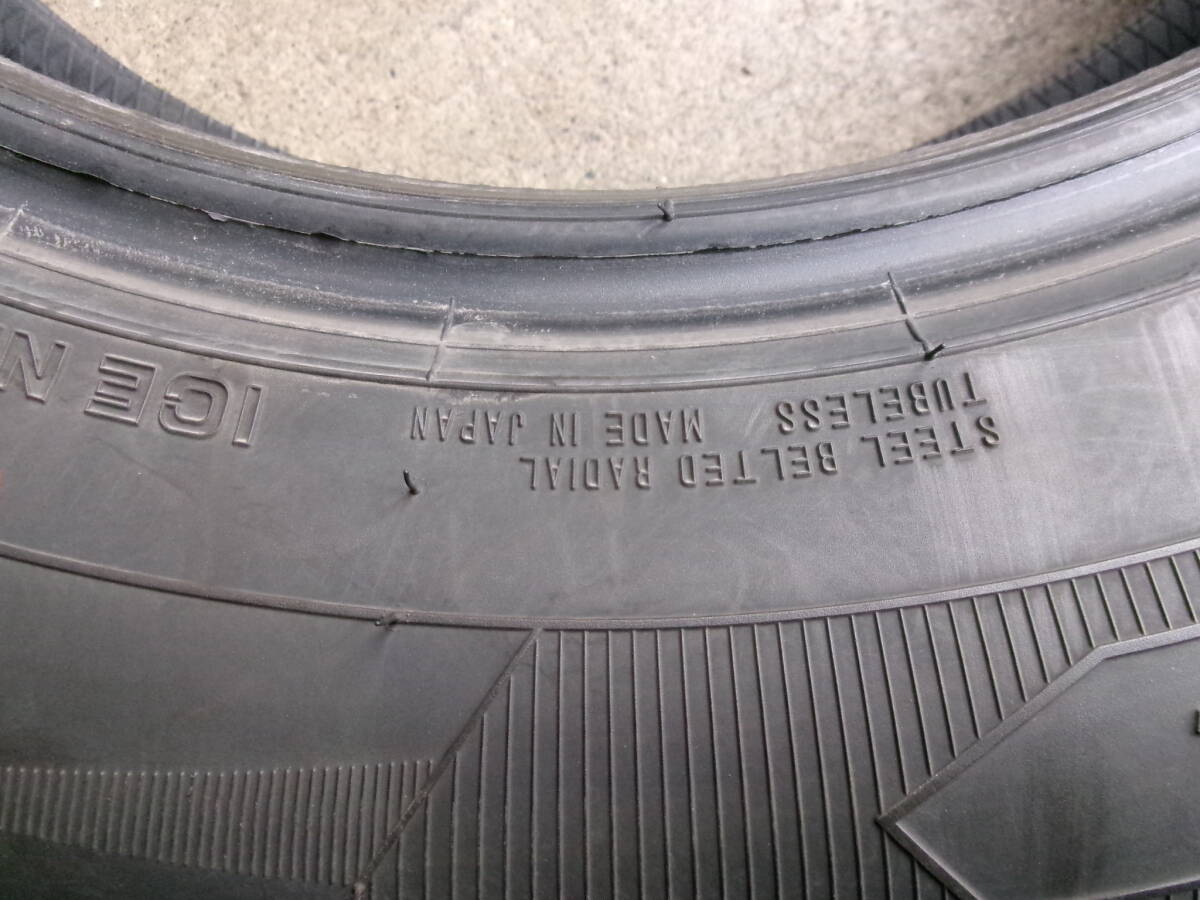 STEEL BELTED RADIAL
TUBELESS MADE IN JAPAN
ICE N